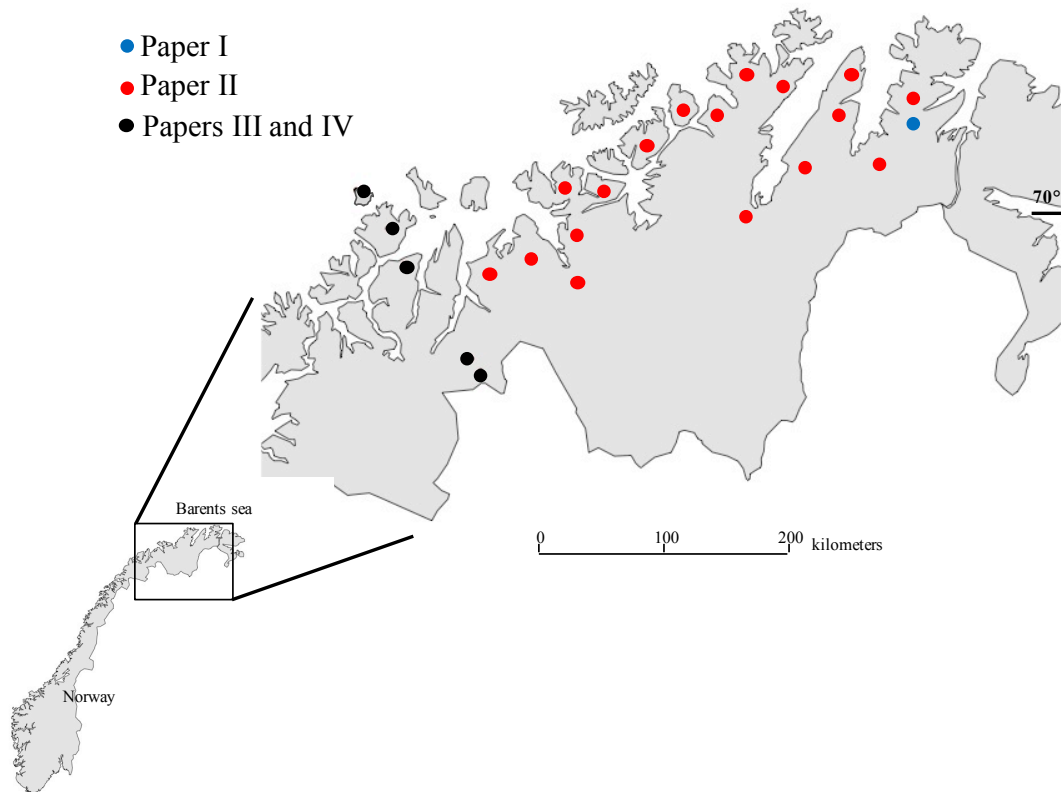 Paper I
Paper II
Papers III and IV
70°
Barents sea
0 100 200 kilometers
Norway